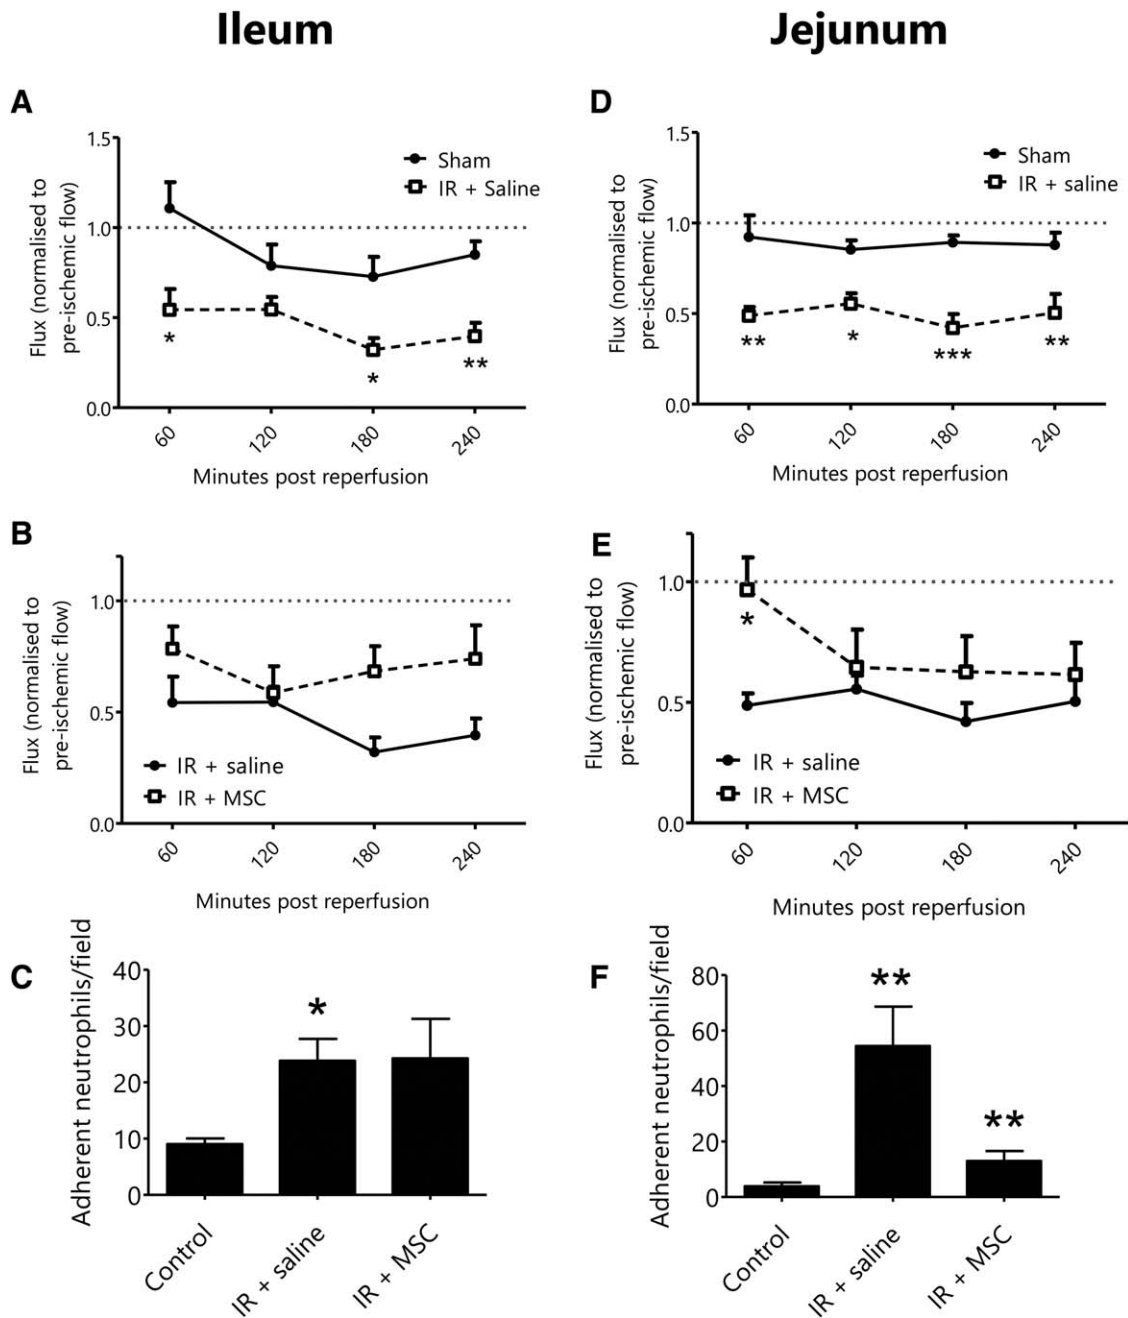 Ileum
Jejunum
A
Flux (normalised to
pre-ischemic flow)
1.5
1.0
0.5
0.0
Sham
IR + Saline
*
*
**
60
120
180
240
Minutes post reperfusion
D
Flux (normalised to
pre-ischemic flow)
1.5
1.0
0.5
0.0
Sham
IR + saline
**
*
***
**
60
120
180
240
Minutes post reperfusion
B
Flux (normalised to
pre-ischemic flow)
1.0
0.5
0.0
IR + saline
IR + MSC
60
120
180
240
Minutes post reperfusion
E
Flux (normalised to
pre-ischemic flow)
1.0
0.5
0.0
*
IR + saline
IR + MSC
60
120
180
240
Minutes post reperfusion
C
Adherent neutrophils/field
40
30
20
10
0
*
Control
IR + saline
IR + MSC
F
Adherent neutrophils/field
80
60
40
20
0
**
**
Control
IR + saline
IR + MSC